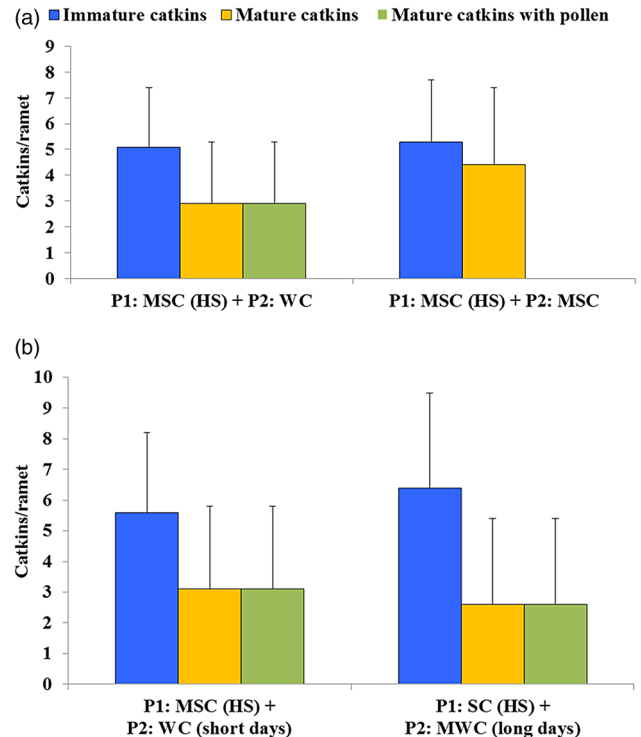 (a)
Immature catkins Mature catkins Mature catkins with pollen
9
8
7
6
5
4
3
2
1
0
Catkins/ramet
P1: MSC (HS) + P2: WC
P1: MSC (HS) + P2: MSC
(b)
10
9
8
7
6
5
4
3
2
1
0
Catkins/ramet
P1: MSC (HS) +
P2: WC (short days)
P1: SC (HS) +
P2: MWC (long days)